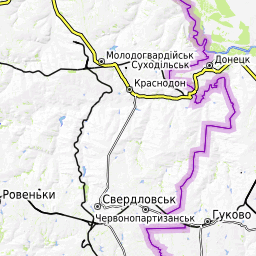 Молодогвардійськ
Суходільськ
Донецк
Краснодон
Ровеньки
Свердловськ
Червонопартизанськ
Гуково